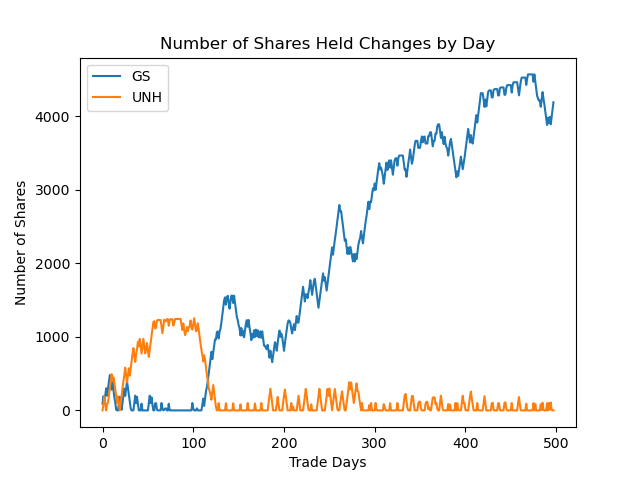 Number of Shares Held Changes by Day
GS
UNH
4000
3000
2000
1000
0
Number of Shares
0 100 200 300 400 500
Trade Days